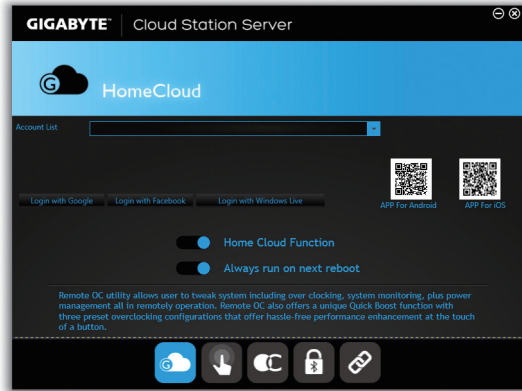 GIGABYTE™ Cloud Station Server
G
HomeCloud
Account List
Login with Google Login with Facebook Login with Windows Live
APP For Android APP For iOS
Home Cloud Function
Always run on next reboot
Remote OC utility allows user to tweak system including over clocking, system monitoring, plus power
management all in remotely operation. Remote OC also offers a unique Quick Boost function with
three preset overclocking configurations that offer hassle-free performance enhancement at the touch
of a button.
G